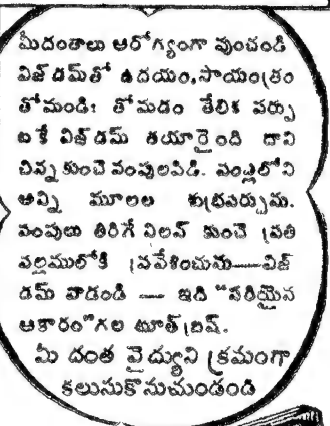 మీదంతాలు ఆరోగ్యంగా వుంచండి
విజ్‌డమ్‌తో ఉదయం,సాయంత్రం
తోమండి: తోమడం తేలిక పర్చు
టకే విజ్‌డమ్ తయారైంది దాని
చిన్న కుంచె వంపులపిడి. పండ్లలోని
అన్ని మూలల శుభ్రపర్చును.
వంపులు తిరిగే విలన్ కుంచె ప్రతి
పల్లములోకి ప్రవేశించును—విజ్
డమ్ వాడండి — ఇది "సరియైన
ఆకారం"గల టూత్ బ్రష్.
మీ దంత వైద్యుని క్రమంగా
కలుసుకొనుచుండండి